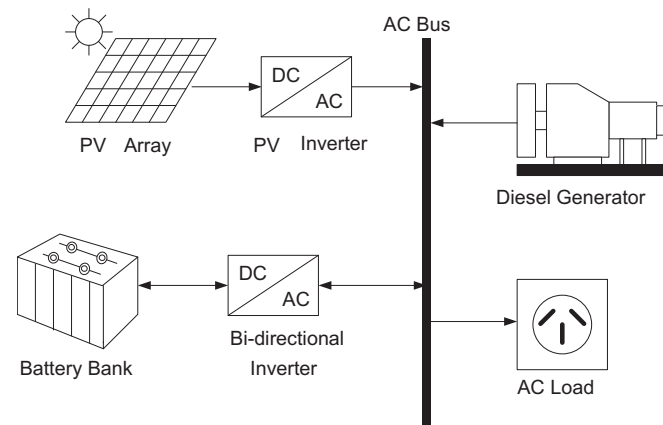 AC Bus
DC
AC
PV Array
PV Inverter
Diesel Generator
DC
AC
Battery Bank
Bi-directional
Inverter
AC Load